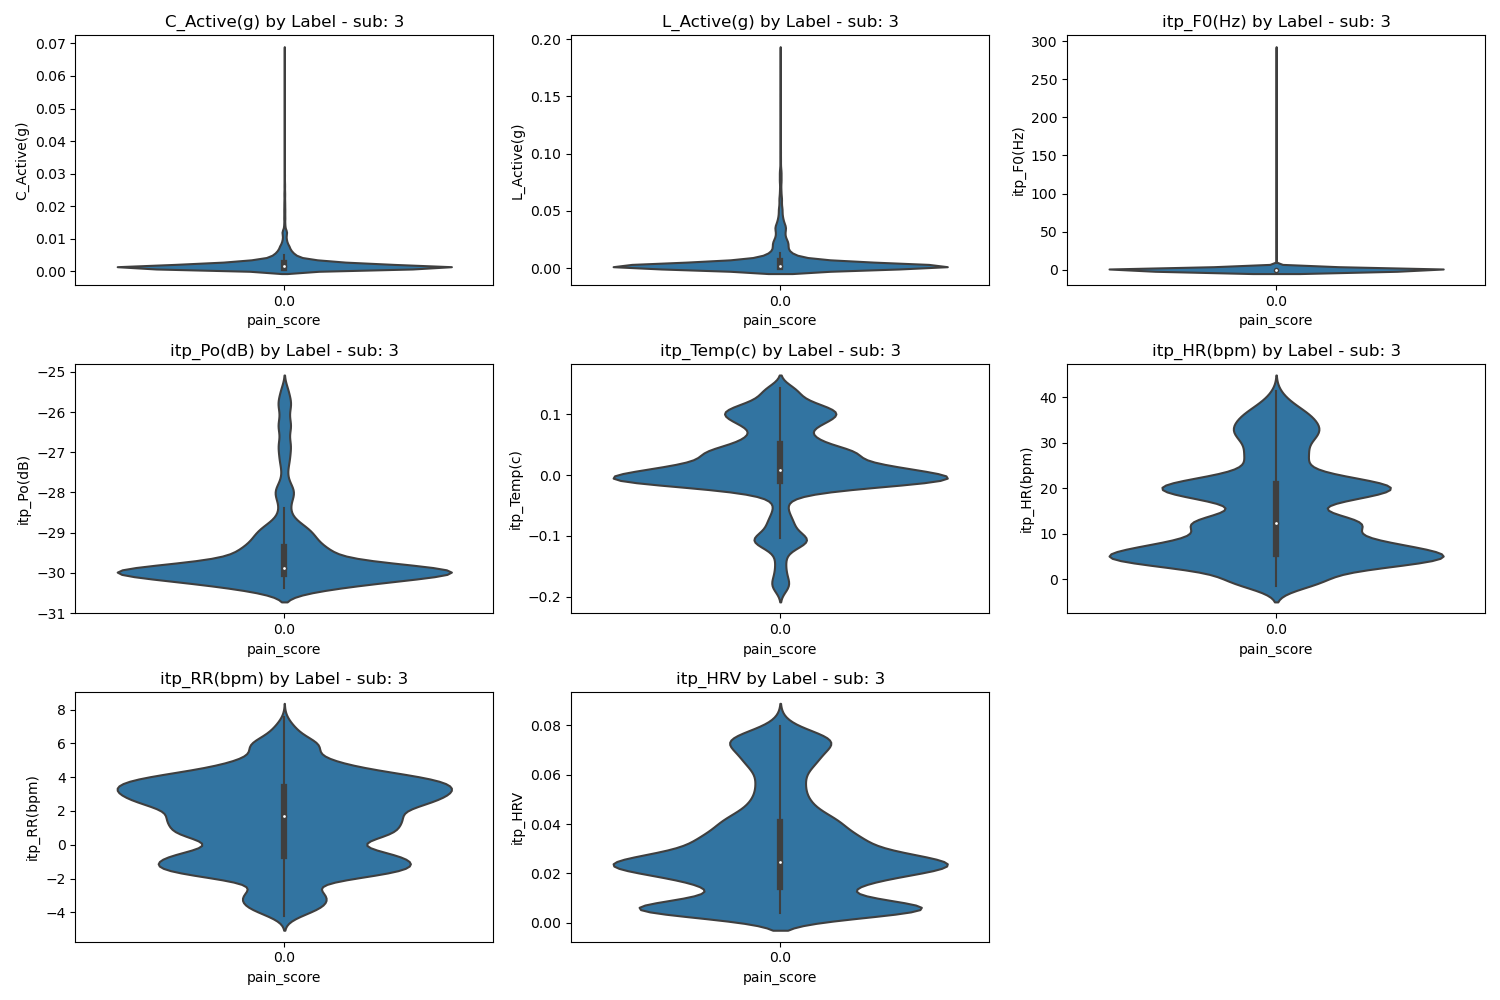 C_Active(g) by Label - sub: 3
0.07
0.06
0.05
0.04
0.03
0.02
0.01
0.00
C_Active(g)
0.0
pain_score
L_Active(g) by Label - sub: 3
0.20
0.15
0.10
0.05
0.00
L_Active(g)
0.0
pain_score
itp_F0(Hz) by Label - sub: 3
300
250
200
150
100
50
0
itp_F0(Hz)
0.0
pain_score
itp_Po(dB) by Label - sub: 3
−25
−26
−27
−28
−29
−30
−31
itp_Po(dB)
0.0
pain_score
itp_Temp(c) by Label - sub: 3
0.1
0.0
−0.1
−0.2
itp_Temp(c)
0.0
pain_score
itp_HR(bpm) by Label - sub: 3
40
30
20
10
0
itp_HR(bpm)
0.0
pain_score
itp_RR(bpm) by Label - sub: 3
8
6
4
2
0
−2
−4
itp_RR(bpm)
0.0
pain_score
itp_HRV by Label - sub: 3
0.08
0.06
0.04
0.02
0.00
itp_HRV
0.0
pain_score